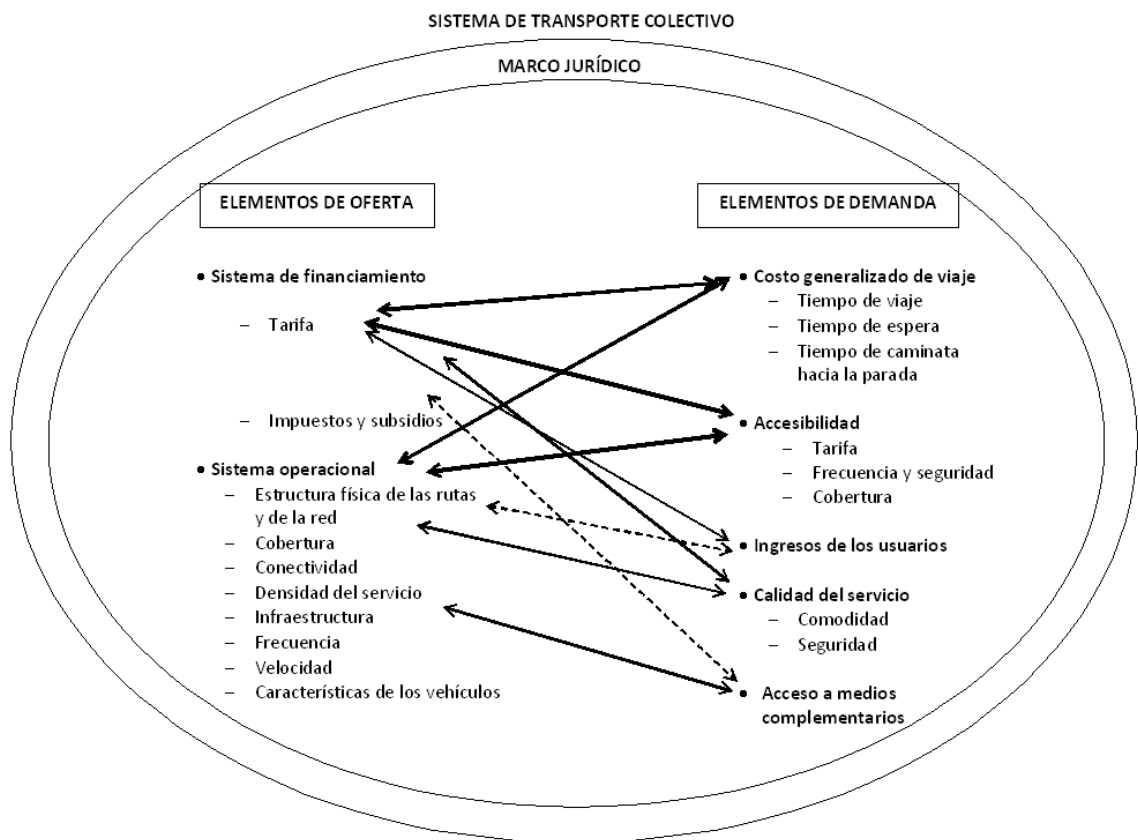 SISTEMA DE TRANSPORTE COLECTIVO
MARCO JURÍDICO
ELEMENTOS DE OFERTA
• Sistema de financiamiento
– Tarifa
– Impuestos y subsidios
• Sistema operacional
– Estructura física de las rutas
y de la red
– Cobertura
– Conectividad
– Densidad del servicio
– Infraestructura
– Frecuencia
– Velocidad
– Características de los vehículos
ELEMENTOS DE DEMANDA
• Costo generalizado de viaje
– Tiempo de viaje
– Tiempo de espera
– Tiempo de caminata
hacia la parada
• Accesibilidad
– Tarifa
– Frecuencia y seguridad
– Cobertura
• Ingresos de los usuarios
• Calidad del servicio
– Comodidad
– Seguridad
• Acceso a medios
complementarios